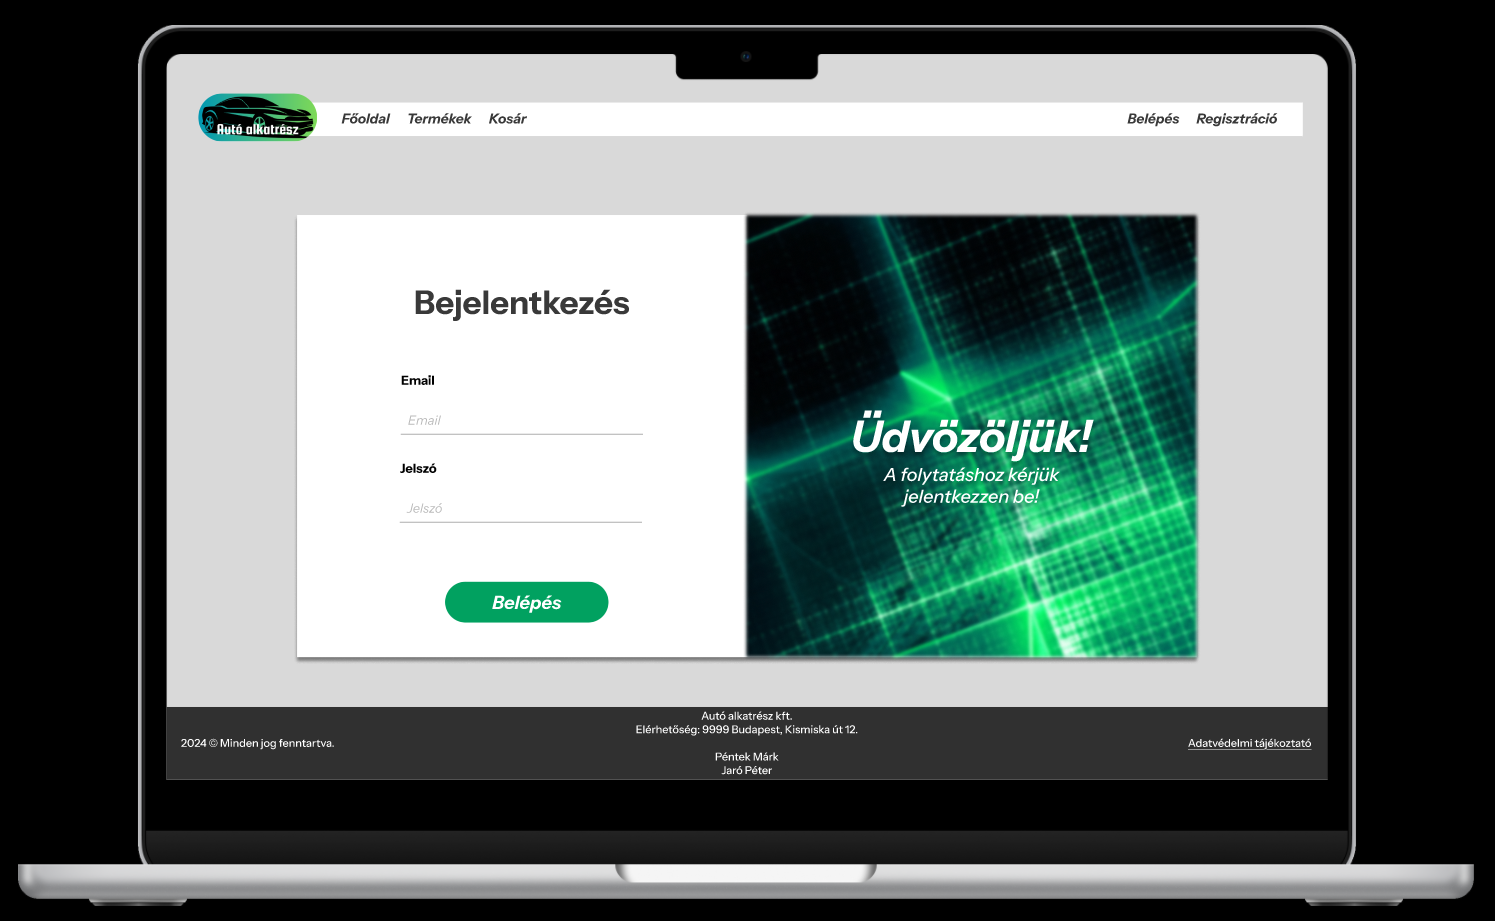 Autó alkatrész
Főoldal Termékek Kosár
Belépés Regisztráció
Bejelentkezés
Email
Email
Jelszó
Jelszó
Belépés
Üdvözöljük!
A folytatáshoz kérjük
jelentkezzen be!
2024 © Minden jog fenntartva.
Autó alkatrész kft.
Elérhetőség: 9999 Budapest, Kismiska út 12.
Péntek Márk
Jaró Péter
Adatvédelmi tájékoztató